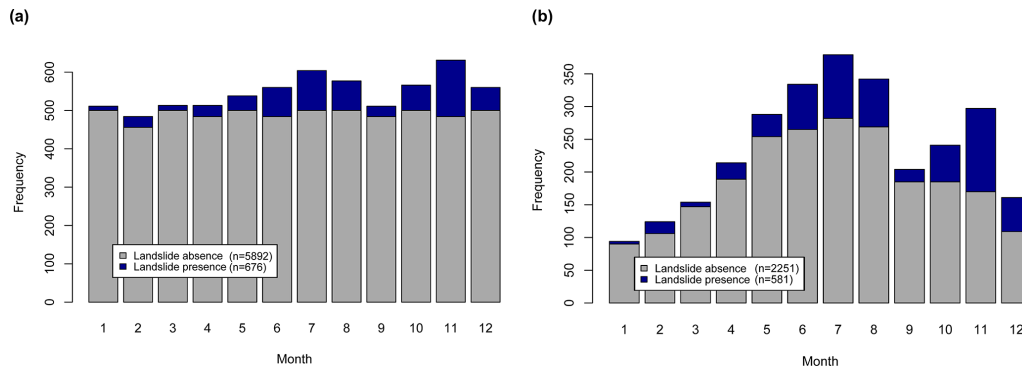 (a)
Frequency
600
500
400
300
200
100
0
Landslide absence (n=5892)
Landslide presence (n=676)
1 2 3 4 5 6 7 8 9 10 11 12
Month
(b)
Frequency
350
300
250
200
150
100
50
0
Landslide absence (n=2251)
Landslide presence (n=581)
1 2 3 4 5 6 7 8 9 10 11 12
Month